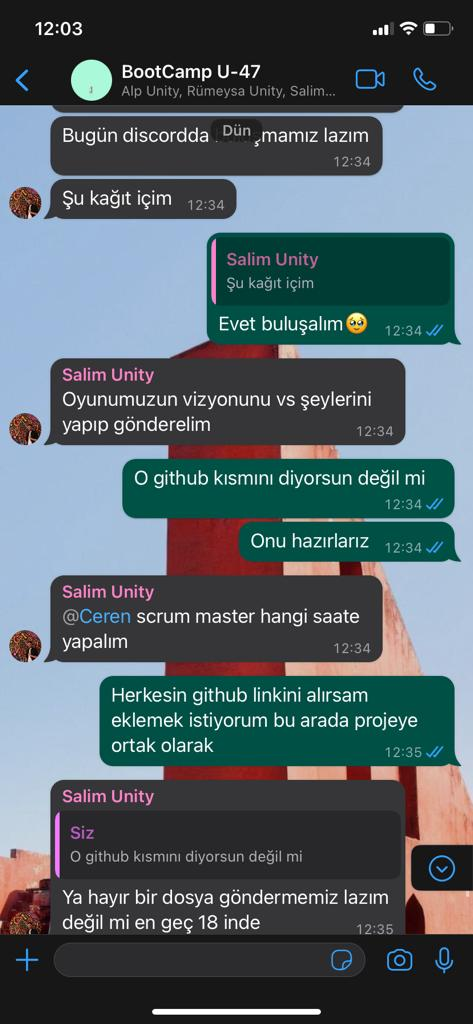 12:03
BootCamp U-47
Alp Unity, Rümeysa Unity, Salim...
Dün
Bugün discordda lazım
12:34
Şu kağıt içim 12:34
Salim Unity
Şu kağıt içim
Evet buluşalım🥹 12:34
Salim Unity
Oyunumuzun vizyonunu vs şeylerini
yapıp gönderelim 12:34
O github kısmını diyorsun değil mi
12:34
Onu hazırlarız 12:34
Salim Unity
@Ceren scrum master hangi saate
yapalım 12:34
Herkesin github linkini alırsam
eklemek istiyorum bu arada projeye
ortak olarak 12:35
Salim Unity
Siz
O github kısmını diyorsun değil mi
Ya hayır bir dosya göndermemiz lazım
değil mi en geç 18 inde 12:35